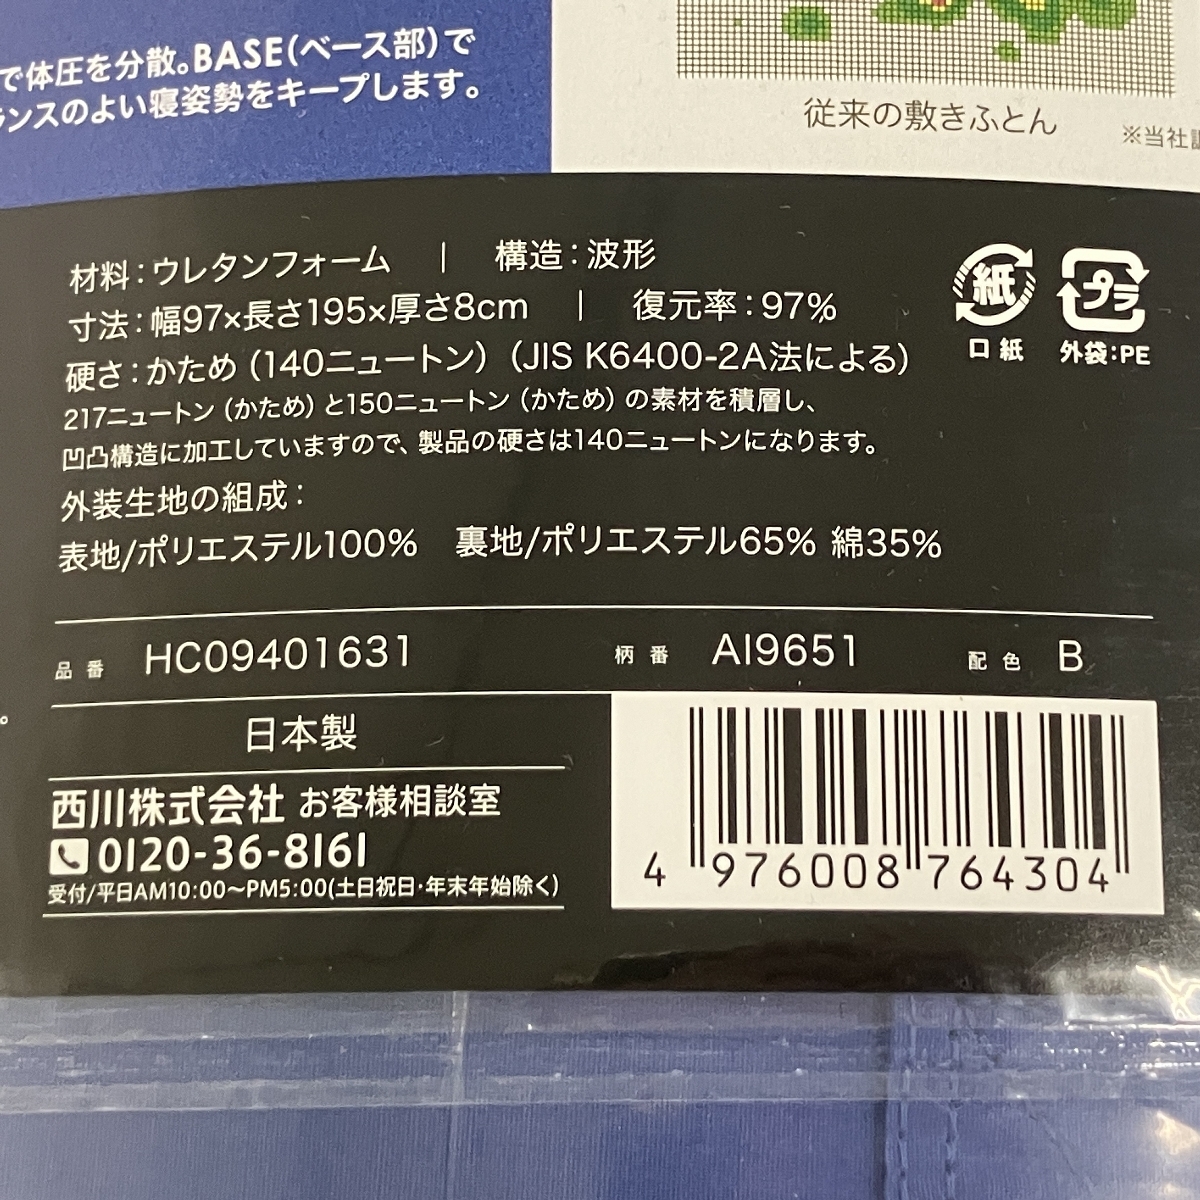 で体圧を分散。BASE(ベース部)で
ランスのよい寝姿勢をキープします。
従来の敷きふとん
※当社調
材料：ウレタンフォーム | 構造：波形
寸法：幅97×長さ195×厚さ8cm | 復元率：97%
硬さ：かため（140ニュートン）（JIS K6400-2A法による）
217ニュートン（かため）と150ニュートン（かため）の素材を積層し、
凹凸構造に加工していますので、製品の硬さは140ニュートンになります。
外装生地の組成：
表地/ポリエステル100% 裏地/ポリエステル65% 綿35%
紙
口紙
プラ
外袋：PE
品番 HC09401631 柄番 AI9651 配色 B
。
日本製
西川株式会社 お客様相談室
0120-36-8161
受付/平日AM10:00～PM5:00(土日祝日・年末年始除く)
4 976008 764304